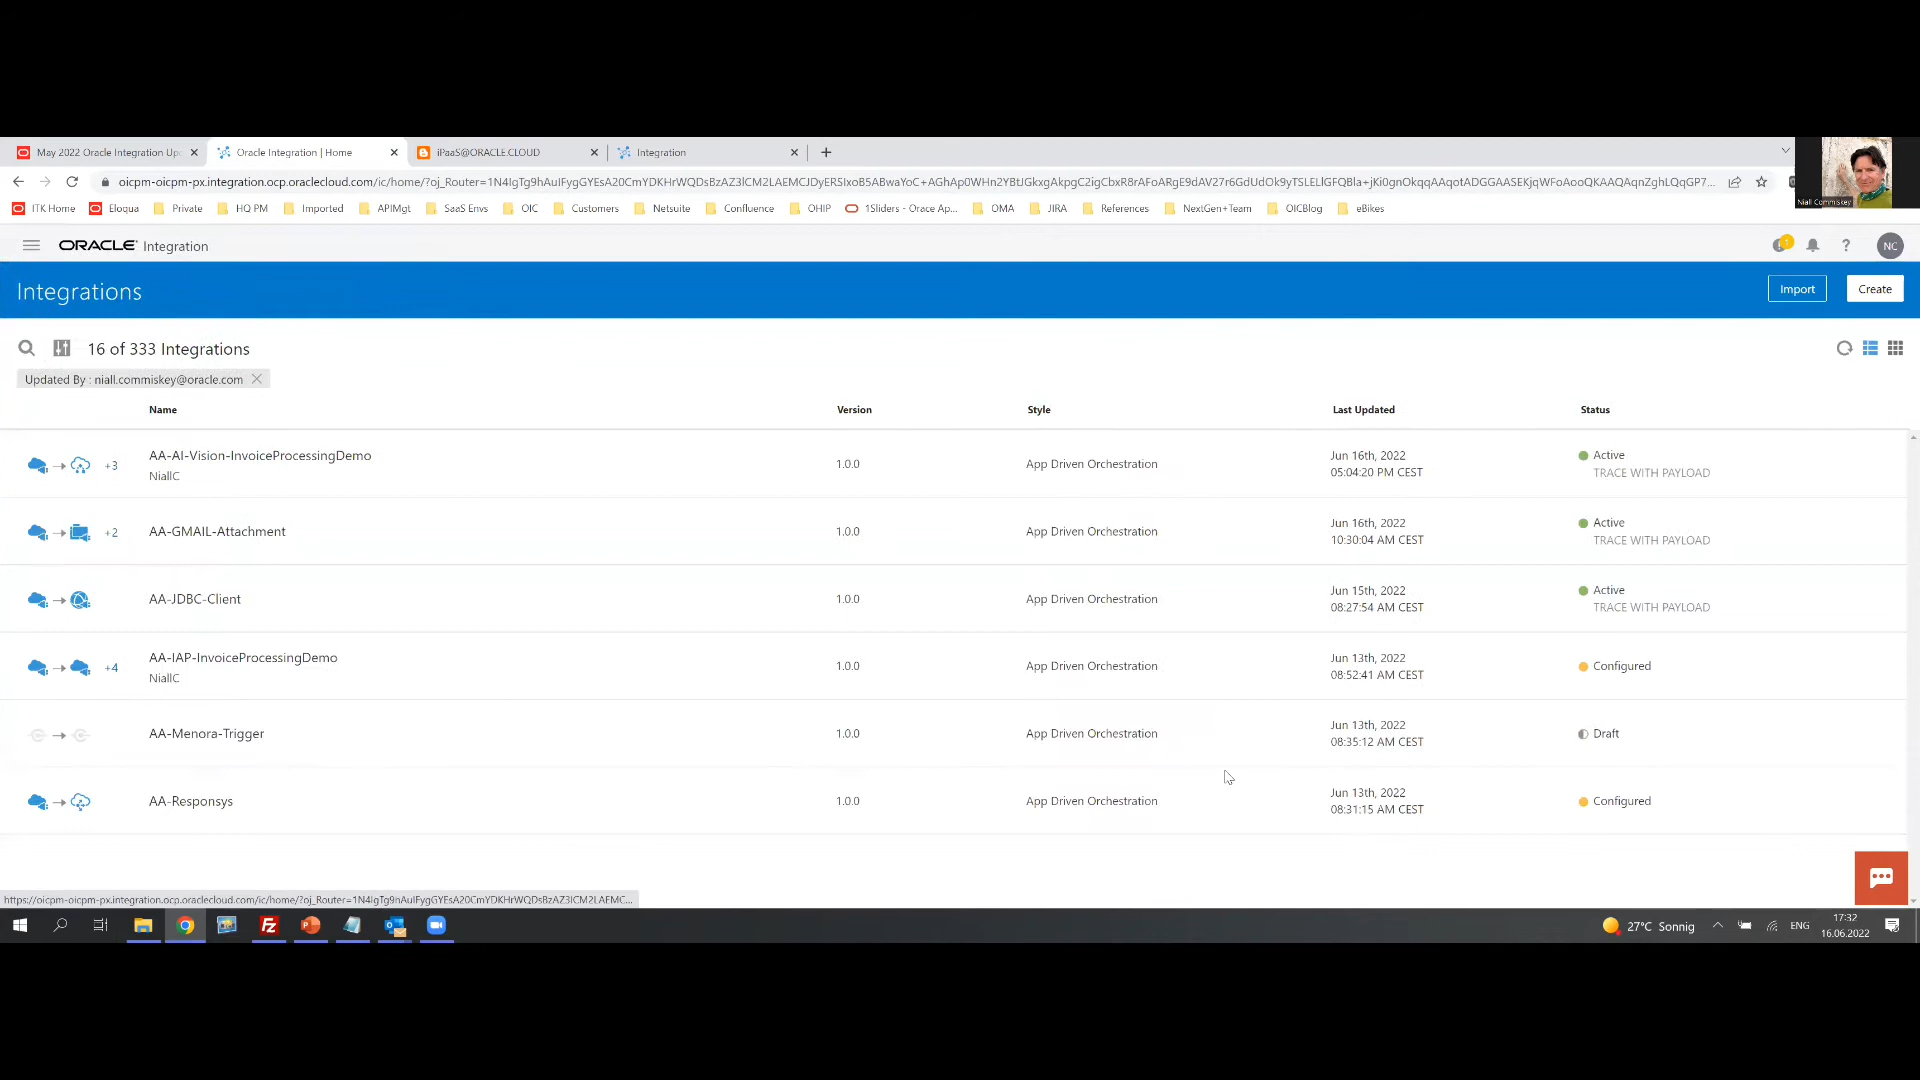 May 2022 Oracle Integration Up
Oracle Integration | Home
iPaaS@ORACLE.CLOUD
Integration
ITK Home
Eloqua
Private
HQ PM
Imported
APIMgt
SaaS Envs
OIC
Customers
Netsuite
Confluence
OHIP
1Sliders - Orace Ap...
OMA
JIRA
References
NextGen+Team
OICBlog
eBikes
Niall Commiskey
ORACLE Integration
1
NC
Integrations
Import
Create
16 of 333 Integrations
Updated By : niall.commiskey@oracle.com
Name Version Style Last Updated Status
+3
AA-AI-Vision-InvoiceProcessingDemo
NiallC
1.0.0
App Driven Orchestration
Jun 16th, 2022
05:04:20 PM CEST
Active
TRACE WITH PAYLOAD
+2
AA-GMAIL-Attachment
1.0.0
App Driven Orchestration
Jun 16th, 2022
10:30:04 AM CEST
Active
TRACE WITH PAYLOAD
AA-JDBC-Client
1.0.0
App Driven Orchestration
Jun 15th, 2022
08:27:54 AM CEST
Active
TRACE WITH PAYLOAD
+4
AA-IAP-InvoiceProcessingDemo
NiallC
1.0.0
App Driven Orchestration
Jun 13th, 2022
08:52:41 AM CEST
Configured
AA-Menora-Trigger
1.0.0
App Driven Orchestration
Jun 13th, 2022
08:35:12 AM CEST
Draft
AA-Responsys
1.0.0
App Driven Orchestration
Jun 13th, 2022
08:31:15 AM CEST
Configured
27°C Sonnig
ENG
17:32
16.06.2022